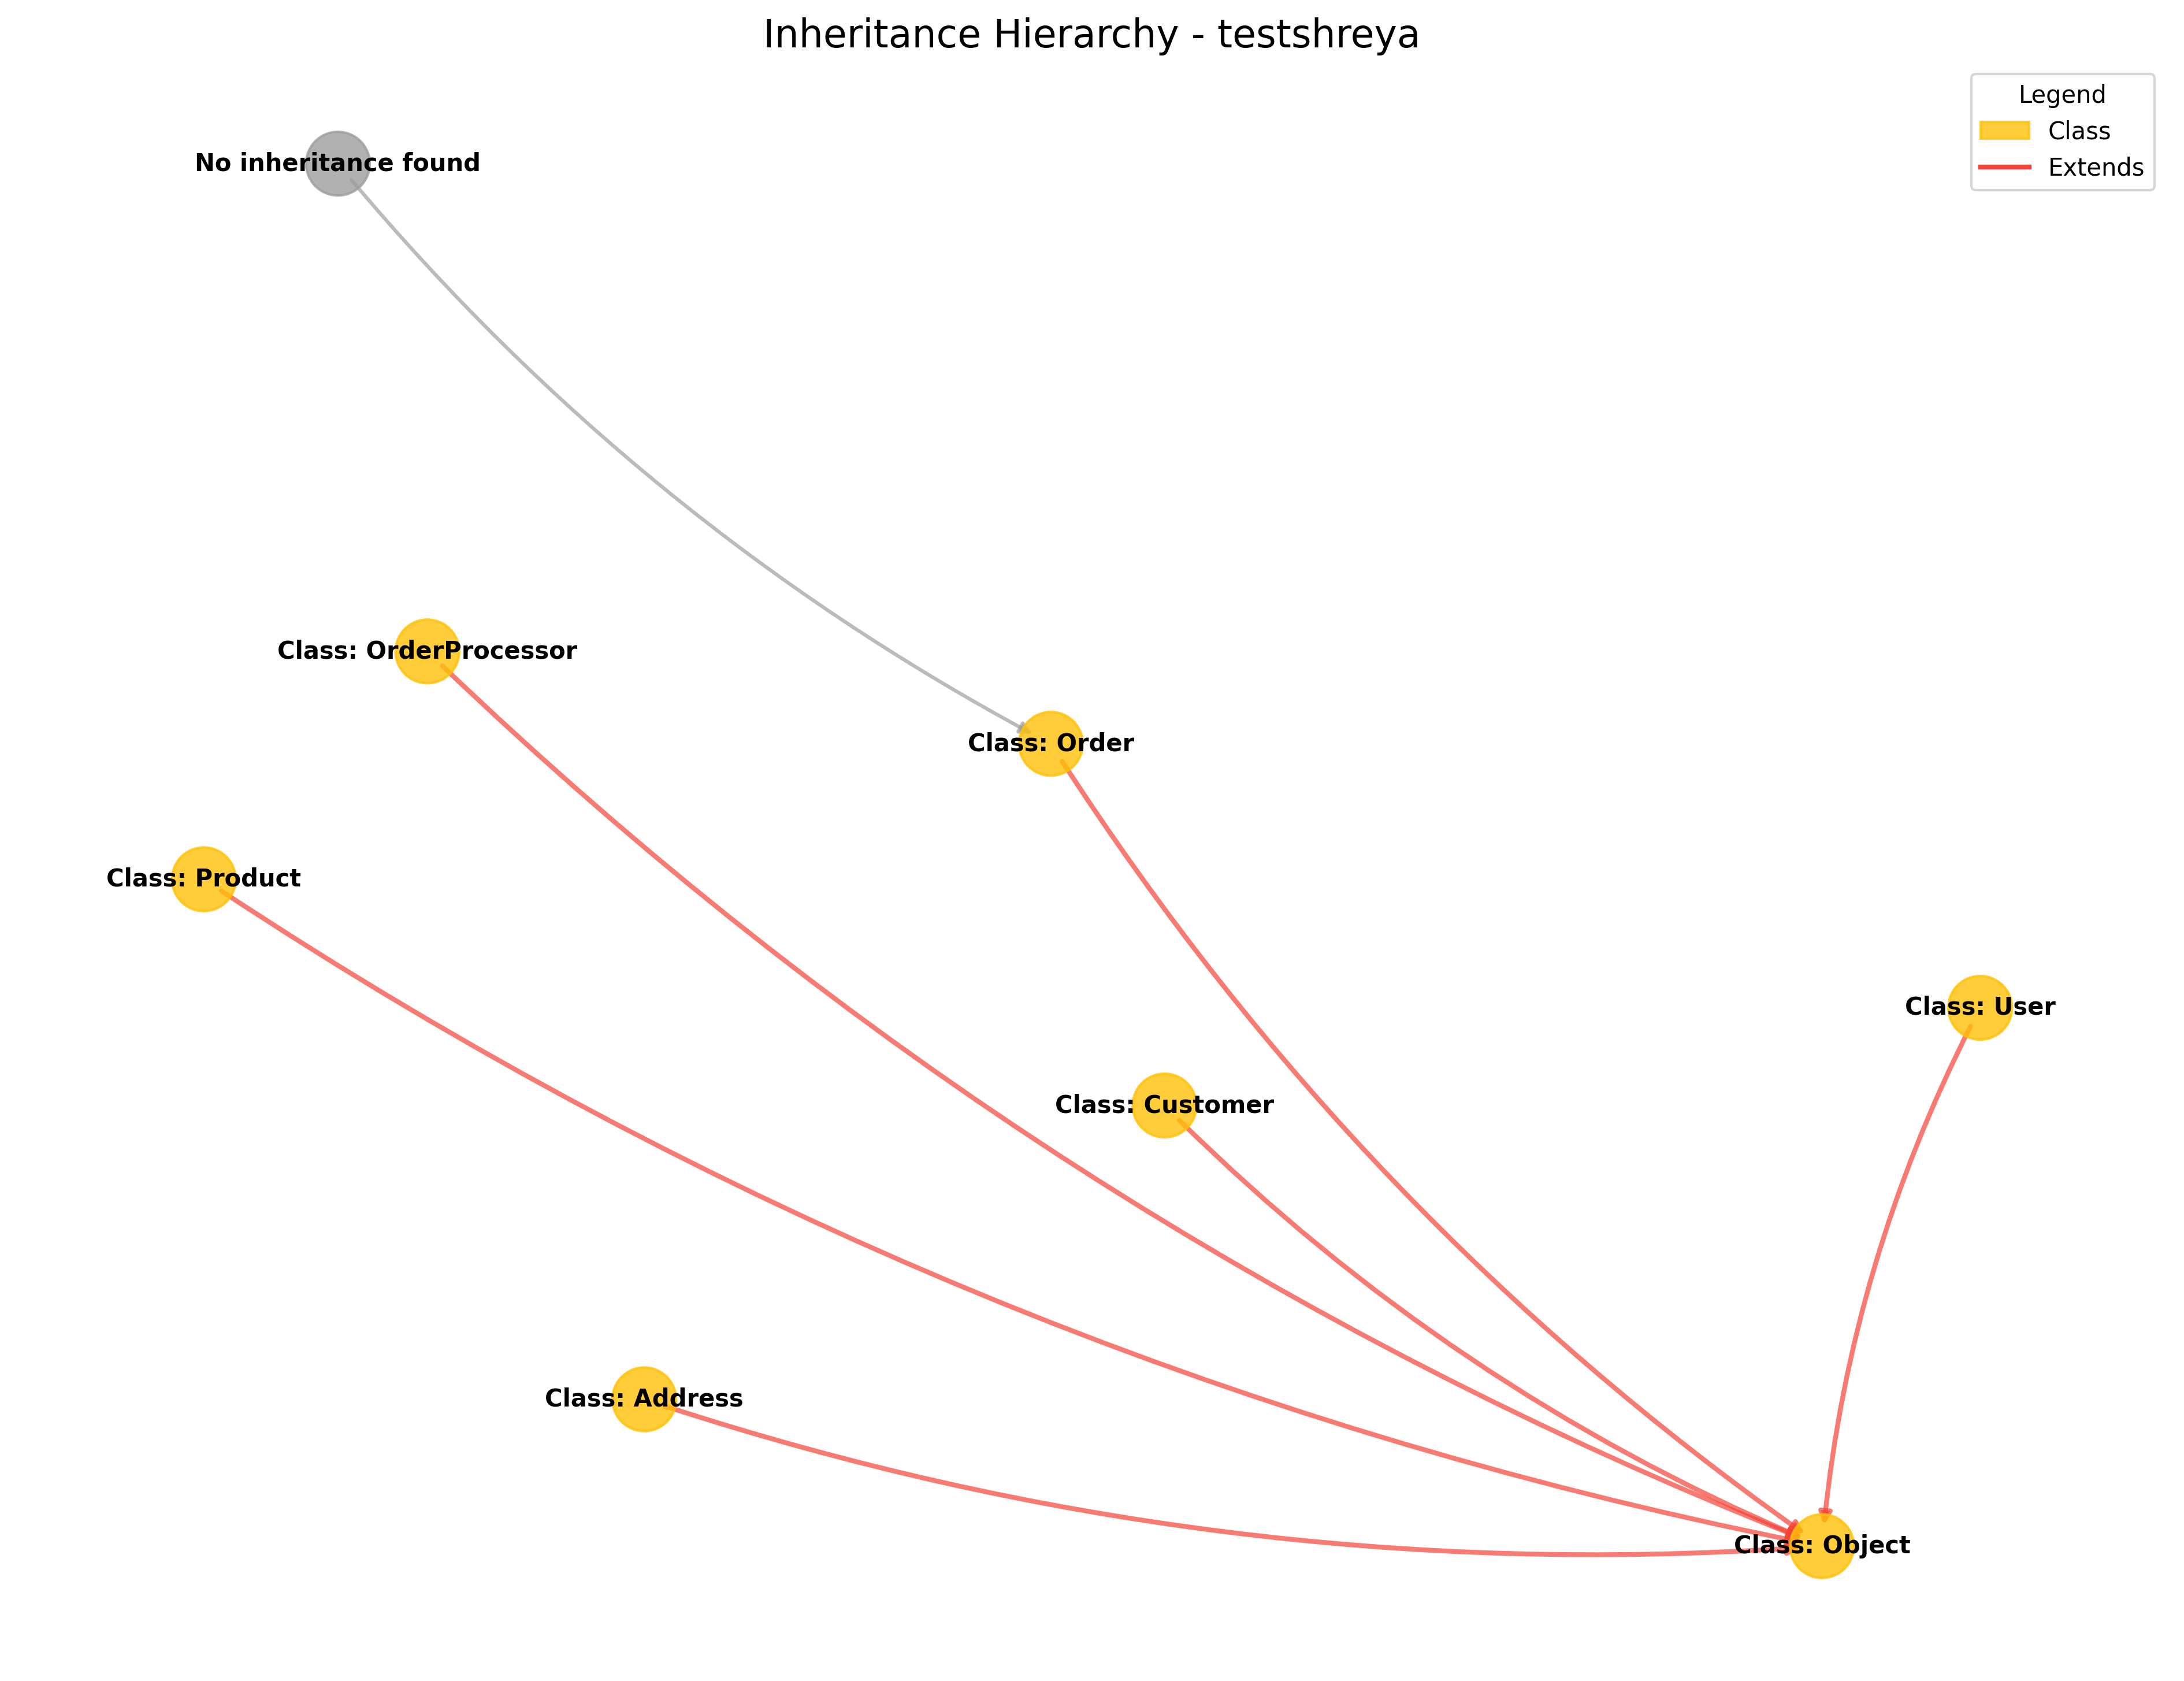 Inheritance Hierarchy - testshreya
Legend
Class
Extends
No inheritance found
Class: OrderProcessor
Class: Order
Class: Product
Class: User
Class: Customer
Class: Address
Class: Object